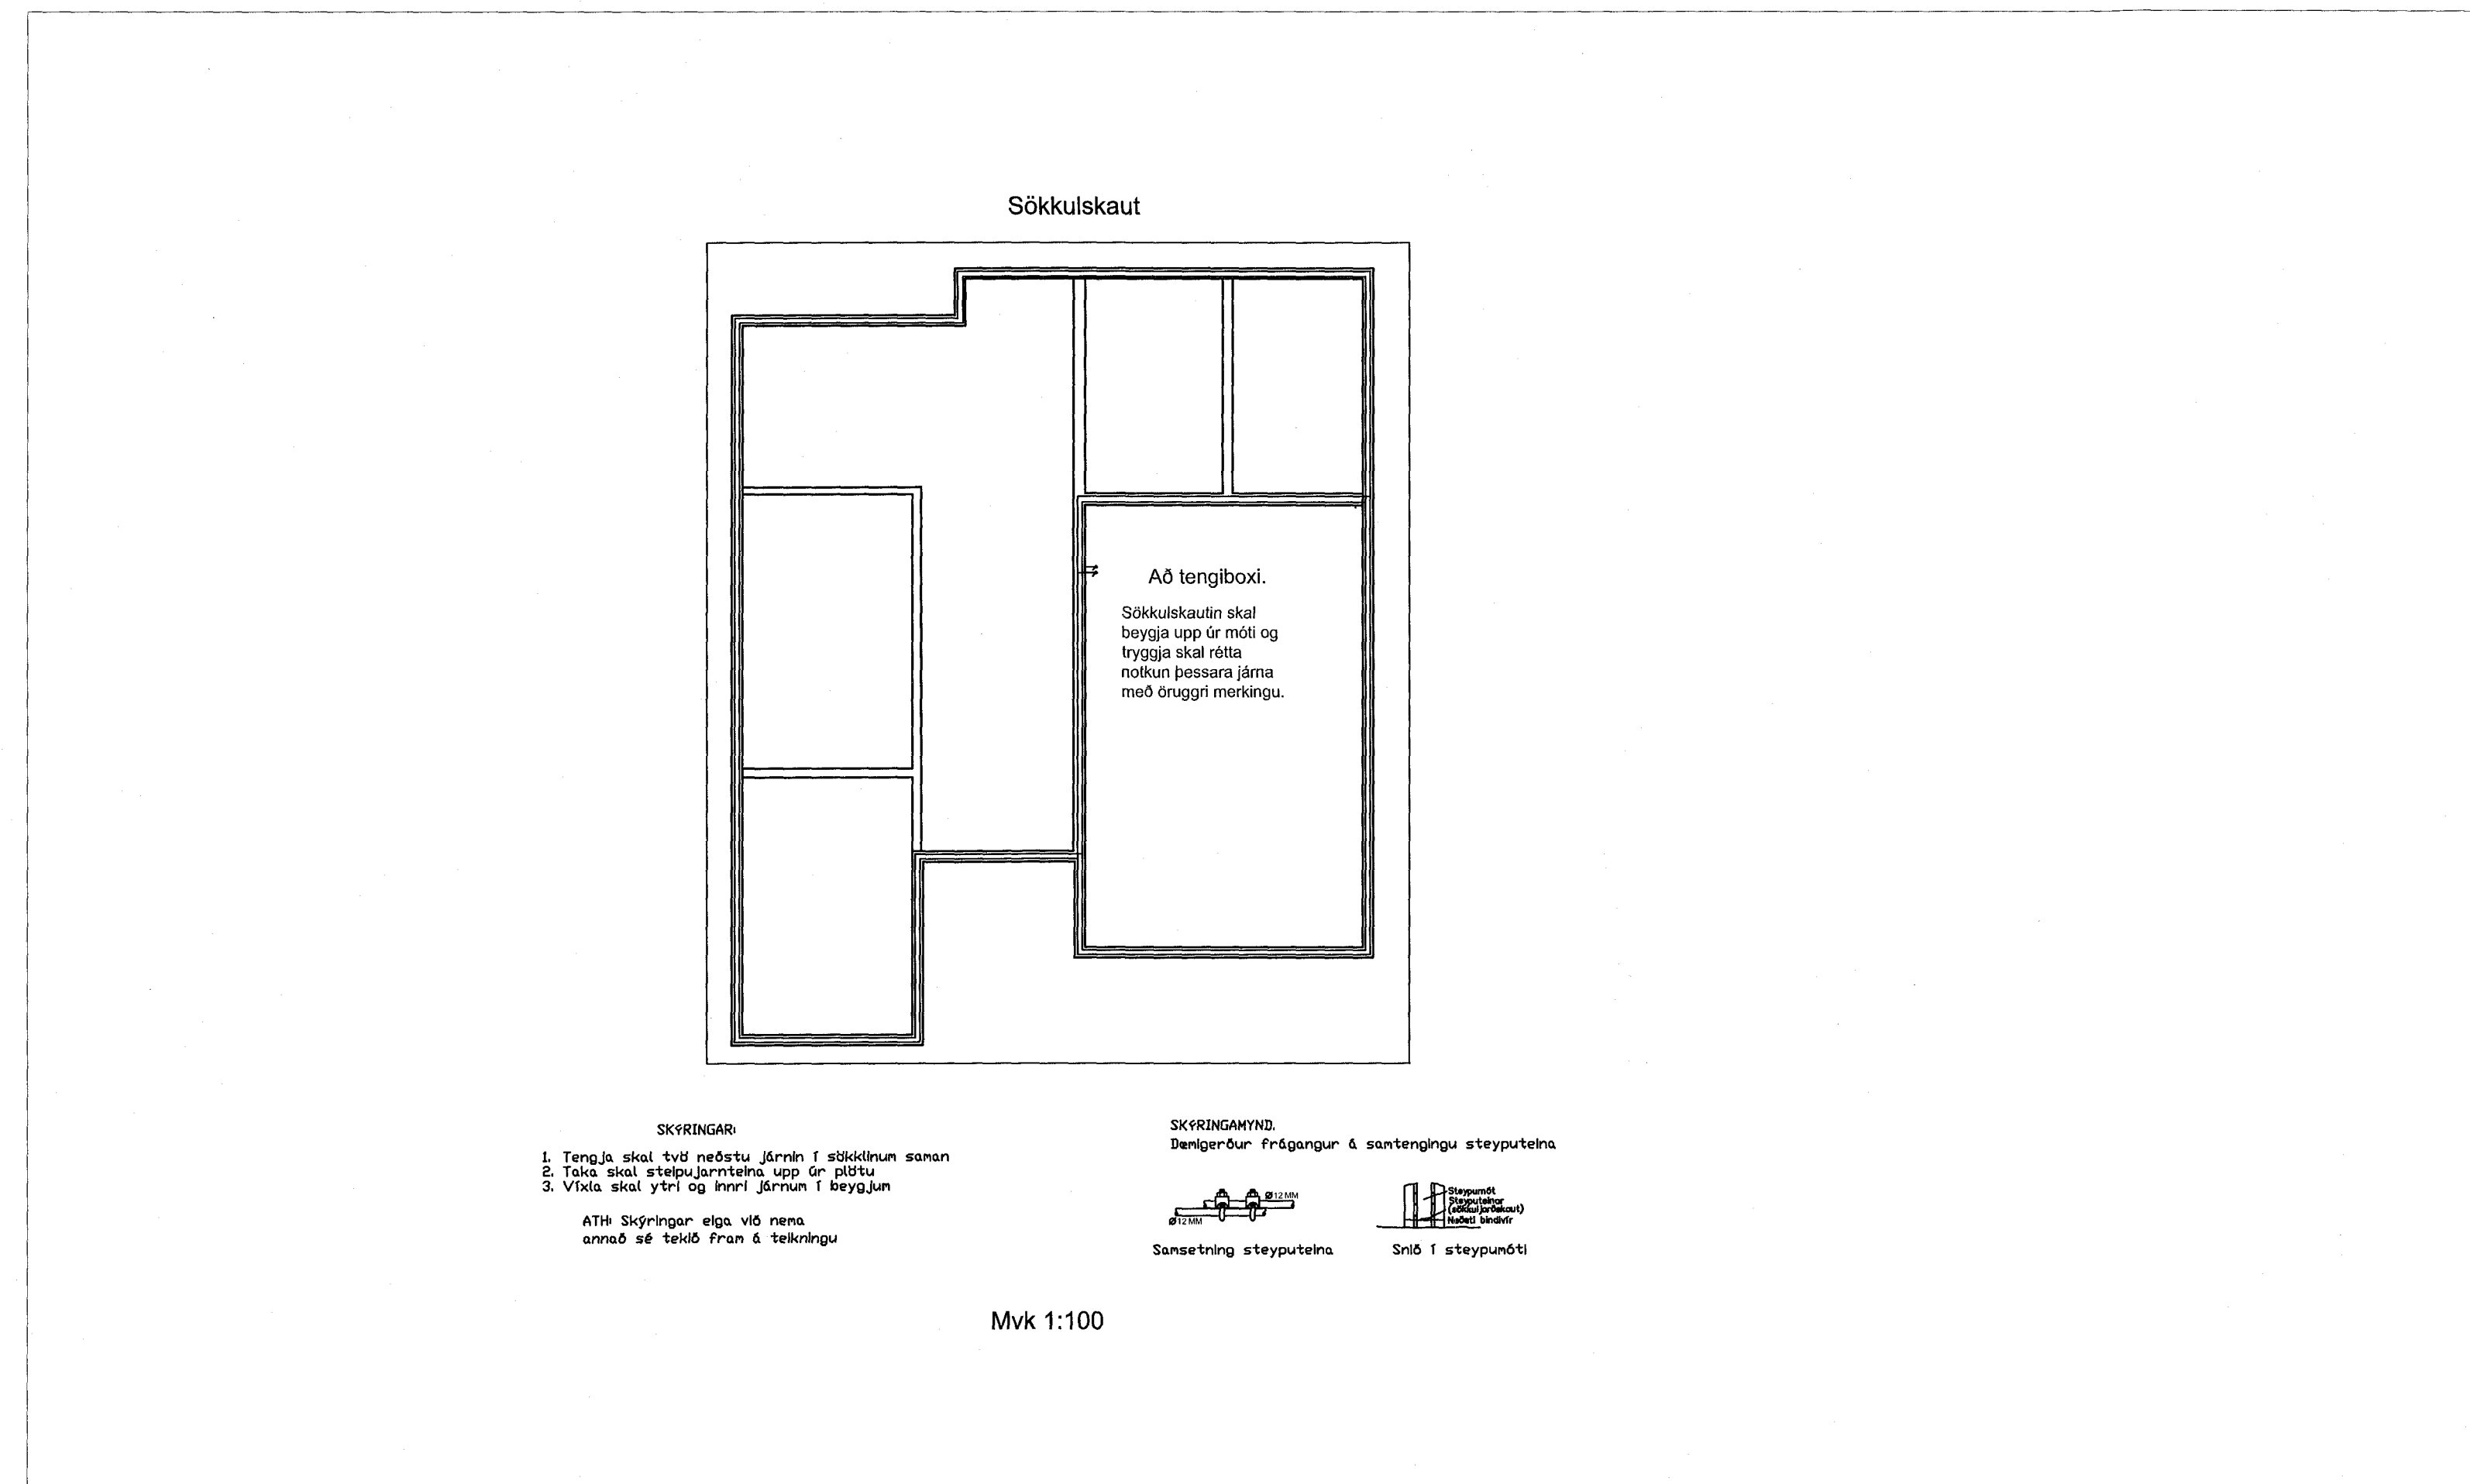 Sökkulskaut
Að tengiboxi.
Sökkulskautin skal
beygja upp úr móti og
tryggja skal rétta
notkun þessara járna
með öruggri merkingu.
SKÝRINGAR:
1. Tengja skal tvö neðstu járnin í sökklinum saman
2. Taka skal steipujarnteina upp úr plötu
3. Víxla skal ytri og innri járnum í beygjum
ATH: Skýringar eiga við nema
annað sé tekið fram á teikningu
SKÝRINGAMYND.
Dæmigerður frágangur á samtengingu steyputeina
Ø12 MM
Ø12 MM
Samsetning steyputeina
Steypumót
Steyputeinar
(sökkuljarðskaut)
Neðsti bindivír
Snið í steypumóti
Mvk 1:100